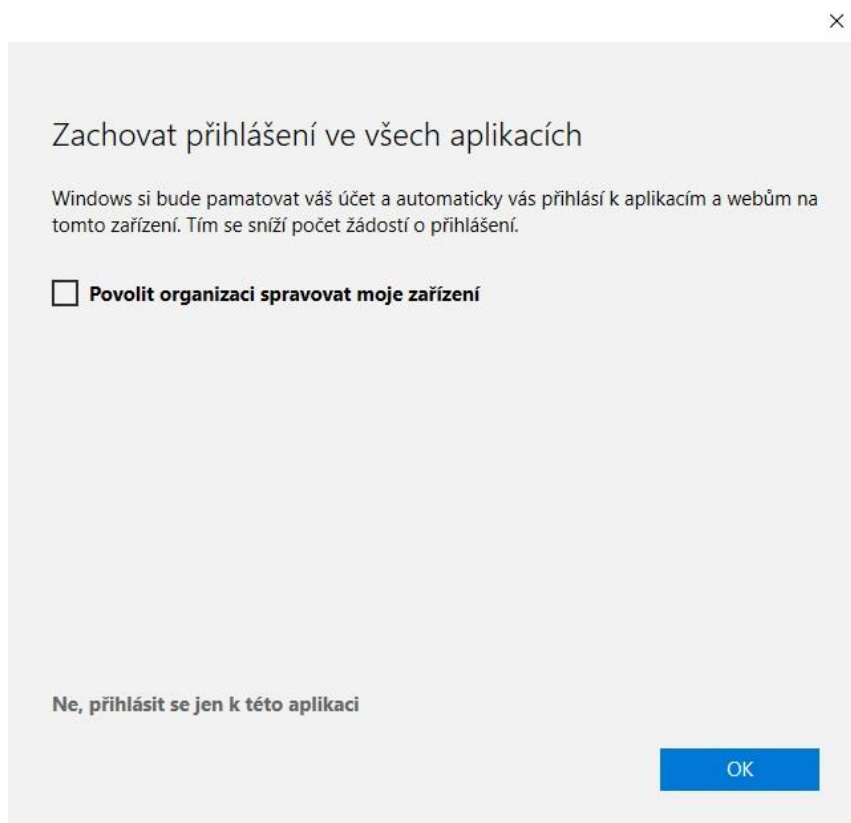 Zachovat přihlášení ve všech aplikacích
Windows si bude pamatovat váš účet a automaticky vás přihlásí k aplikacím a webům na
tomto zařízení. Tím se sníží počet žádostí o přihlášení.
Povolit organizaci spravovat moje zařízení
Ne, přihlásit se jen k této aplikaci
OK